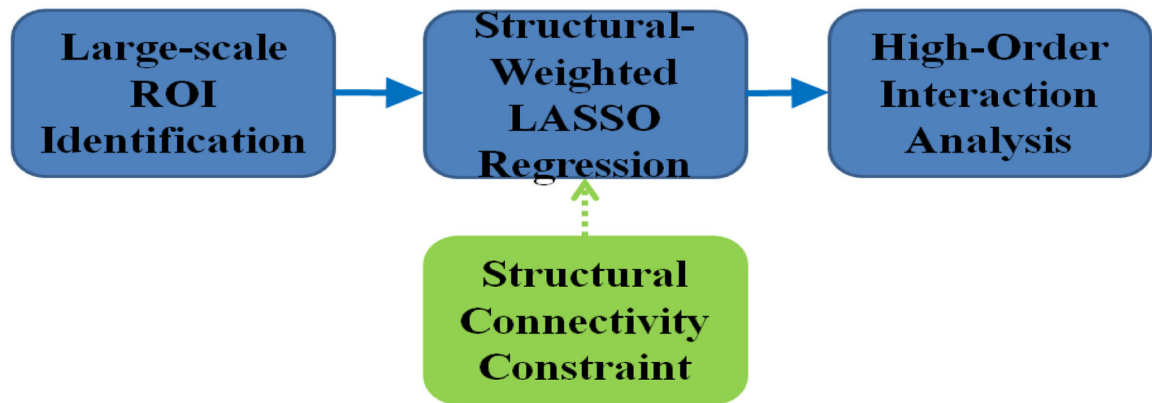 Large-scale
ROI
Identification
Structural-
Weighted
LASSO
Regression
High-Order
Interaction
Analysis
Structural
Connectivity
Constraint